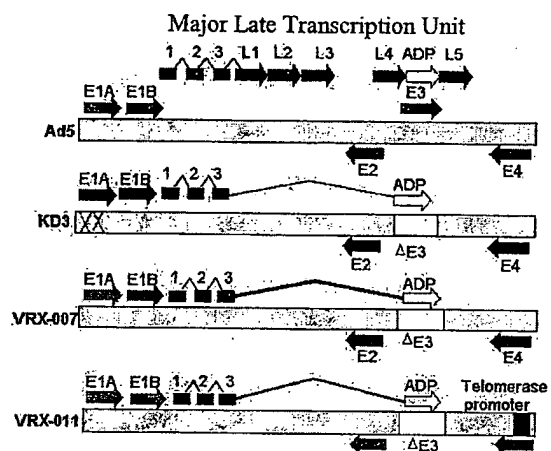 Major Late Transcription Unit
1 2 3 L1 L2 L3 L4 ADP L5
E1A E1B E3
Ad5
E2 E4
E1A E1B 1 2 3 ADP
KD3
E2 ΔE3 E4
E1A E1B 1 2 3 ADP
VRX-007
E2 ΔE3 E4
E1A E1B 1 2 3 ADP Telomerase
promoter
VRX-011
ΔE3